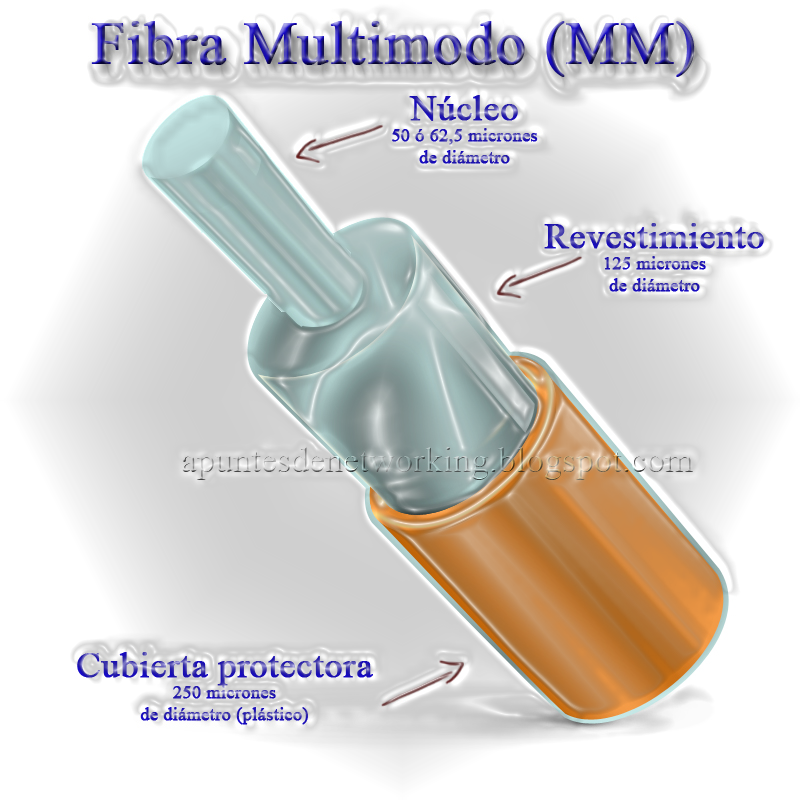 Fibra Multimodo (MM)
Núcleo
50 ó 62,5 micrones
de diámetro
Revestimiento
125 micrones
de diámetro
apuntesdenetworking.blogspot.com
Cubierta protectora
250 micrones
de diámetro (plástico)